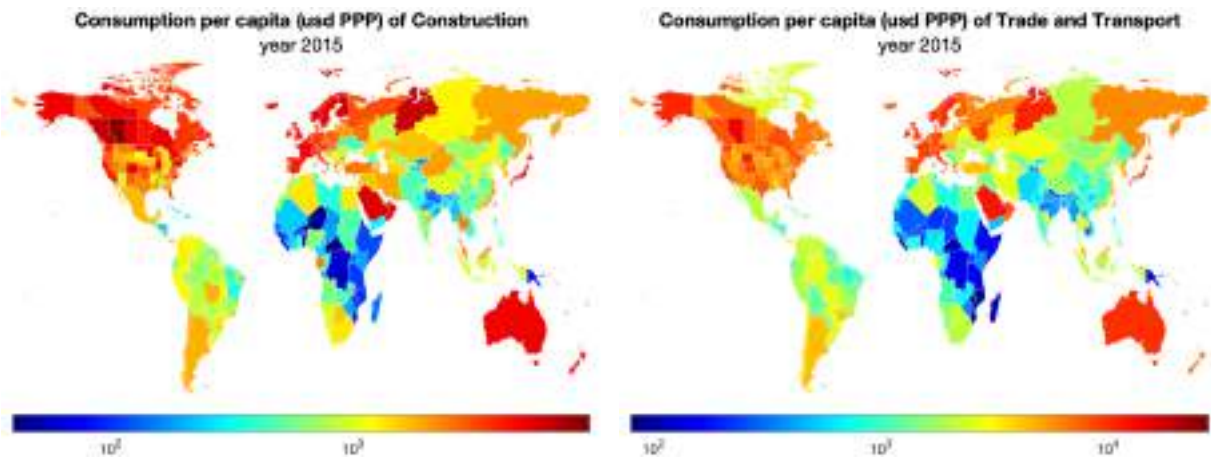 Consumption per capita (usd PPP) of Construction
year 2015
10²
10³
Consumption per capita (usd PPP) of Trade and Transport
year 2015
10²
10³
10⁴